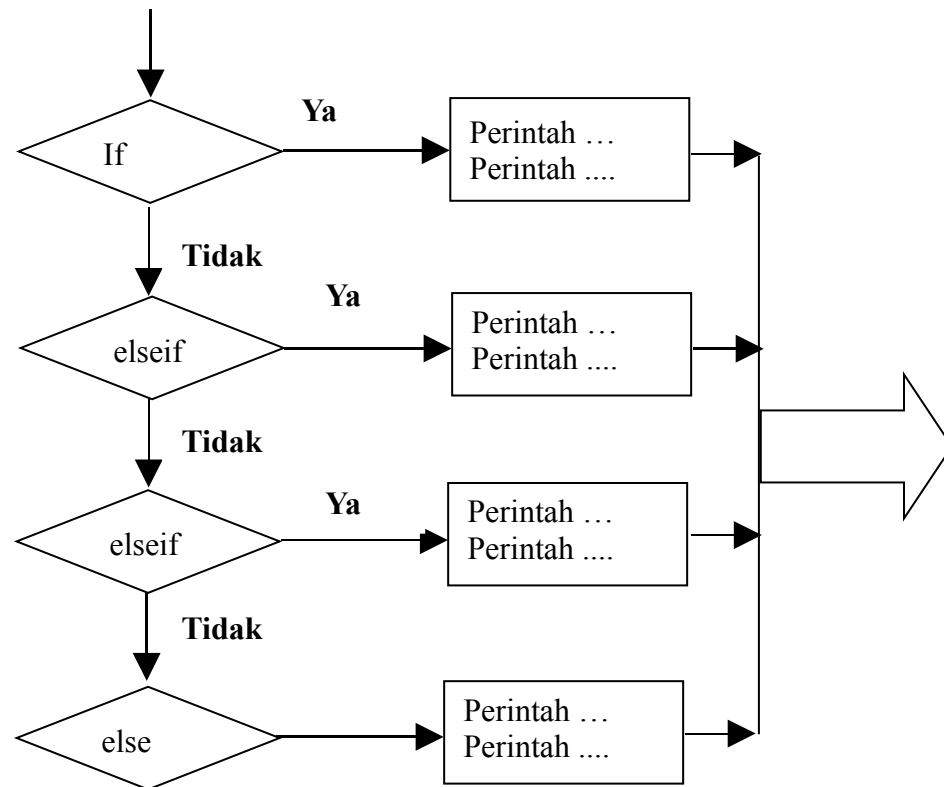 Ya
If
Perintah …
Perintah ....
Tidak
Ya
elseif
Perintah …
Perintah ....
Tidak
Ya
elseif
Perintah …
Perintah ....
Tidak
else
Perintah …
Perintah ....